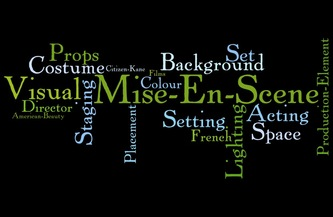 Props
Costume
Citizen-Kane
Background
Set
Films
Colour
Visual
Mise-En-Scene
Director
American-Beauty
Staging
Placement
Setting
French
Lighting
Acting
Space
Production-Element